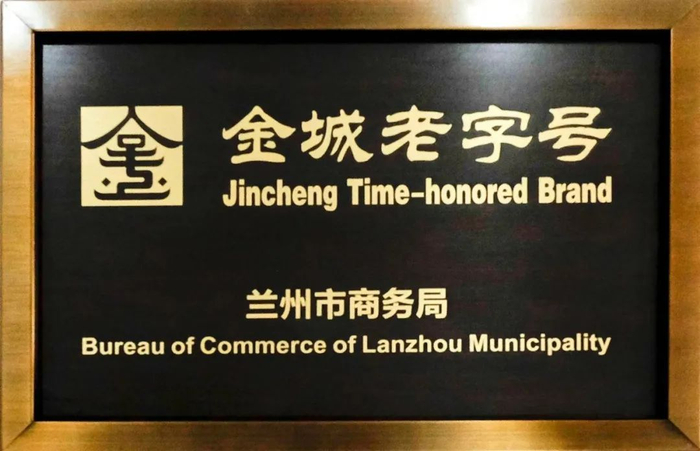 金城老字号
Jincheng Time-honored Brand
兰州市商务局
Bureau of Commerce of Lanzhou Municipality